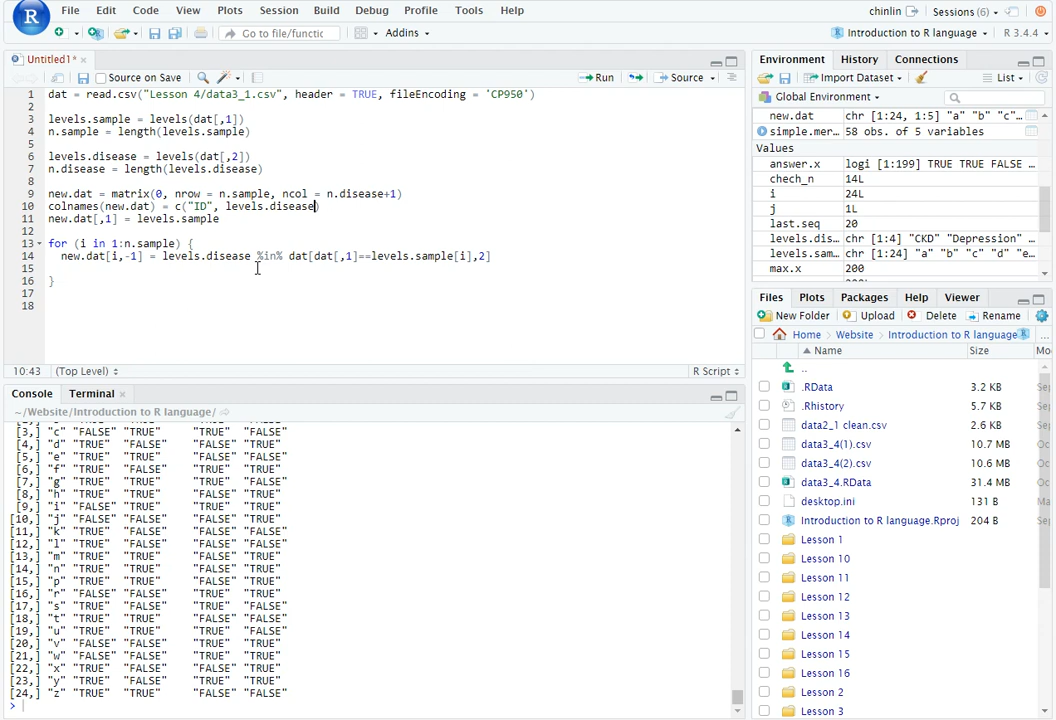 File Edit Code View Plots Session Build Debug Profile Tools Help
chinlin Sessions (6)
Go to file/functic Addins
Introduction to R language R 3.4.4
Untitled1*
Source on Save Run Source
1 dat = read.csv("Lesson 4/data3_1.csv", header = TRUE, fileEncoding = 'CP950')
2
3 levels.sample = levels(dat[,1])
4 n.sample = length(levels.sample)
5
6 levels.disease = levels(dat[,2])
7 n.disease = length(levels.disease)
8
9 new.dat = matrix(0, nrow = n.sample, ncol = n.disease+1)
10 colnames(new.dat) = c("ID", levels.disease)
11 new.dat[,1] = levels.sample
12
13 for (i in 1:n.sample) {
14 new.dat[i,-1] = levels.disease %in% dat[dat[,1]==levels.sample[i],2]
15
16 }
17
18
10:43 (Top Level) R Script
Console Terminal
~/Website/Introduction to R language/
[3,] "c" "FALSE" "TRUE" "TRUE" "FALSE"
[4,] "d" "TRUE" "TRUE" "FALSE" "TRUE"
[5,] "e" "TRUE" "TRUE" "TRUE" "TRUE"
[6,] "f" "TRUE" "FALSE" "TRUE" "FALSE"
[7,] "g" "TRUE" "TRUE" "TRUE" "TRUE"
[8,] "h" "TRUE" "TRUE" "FALSE" "TRUE"
[9,] "i" "FALSE" "TRUE" "TRUE" "FALSE"
[10,] "j" "FALSE" "FALSE" "TRUE" "FALSE"
[11,] "k" "TRUE" "FALSE" "TRUE" "FALSE"
[12,] "l" "TRUE" "FALSE" "FALSE" "FALSE"
[13,] "m" "TRUE" "TRUE" "TRUE" "TRUE"
[14,] "n" "TRUE" "TRUE" "FALSE" "TRUE"
[15,] "p" "TRUE" "TRUE" "TRUE" "TRUE"
[16,] "r" "FALSE" "FALSE" "TRUE" "FALSE"
[17,] "s" "TRUE" "FALSE" "TRUE" "FALSE"
[18,] "t" "TRUE" "TRUE" "FALSE" "TRUE"
[19,] "u" "TRUE" "TRUE" "TRUE" "FALSE"
[20,] "v" "FALSE" "FALSE" "TRUE" "TRUE"
[21,] "w" "TRUE" "FALSE" "TRUE" "FALSE"
[22,] "x" "TRUE" "TRUE" "FALSE" "TRUE"
[23,] "y" "TRUE" "TRUE" "TRUE" "FALSE"
[24,] "z" "TRUE" "TRUE" "FALSE" "FALSE"
>
Environment History Connections
Import Dataset List
Global Environment
new.dat chr [1:24, 1:5] "a" "b" "c"…
simple.mer… 58 obs. of 5 variables
Values
answer.x logi [1:199] TRUE TRUE FALSE …
chech_n 14L
i 24L
j 1L
last.seq 20
levels.dis… chr [1:4] "CKD" "Depression" …
levels.sam… chr [1:24] "a" "b" "c" "d" "e…
max.x 200
Files Plots Packages Help Viewer
New Folder Upload Delete Rename
Home Website Introduction to R language ...
Name Size Mo
..
.RData 3.2 KB Sep
.Rhistory 5.7 KB Sep
data2_1 clean.csv 2.6 KB Sep
data3_4(1).csv 10.7 MB Oc
data3_4(2).csv 10.6 MB Oc
data3_4.RData 31.4 MB Oc
desktop.ini 131 B Ma
Introduction to R language.Rproj 204 B Sep
Lesson 1
Lesson 10
Lesson 11
Lesson 12
Lesson 13
Lesson 14
Lesson 15
Lesson 16
Lesson 2
Lesson 3